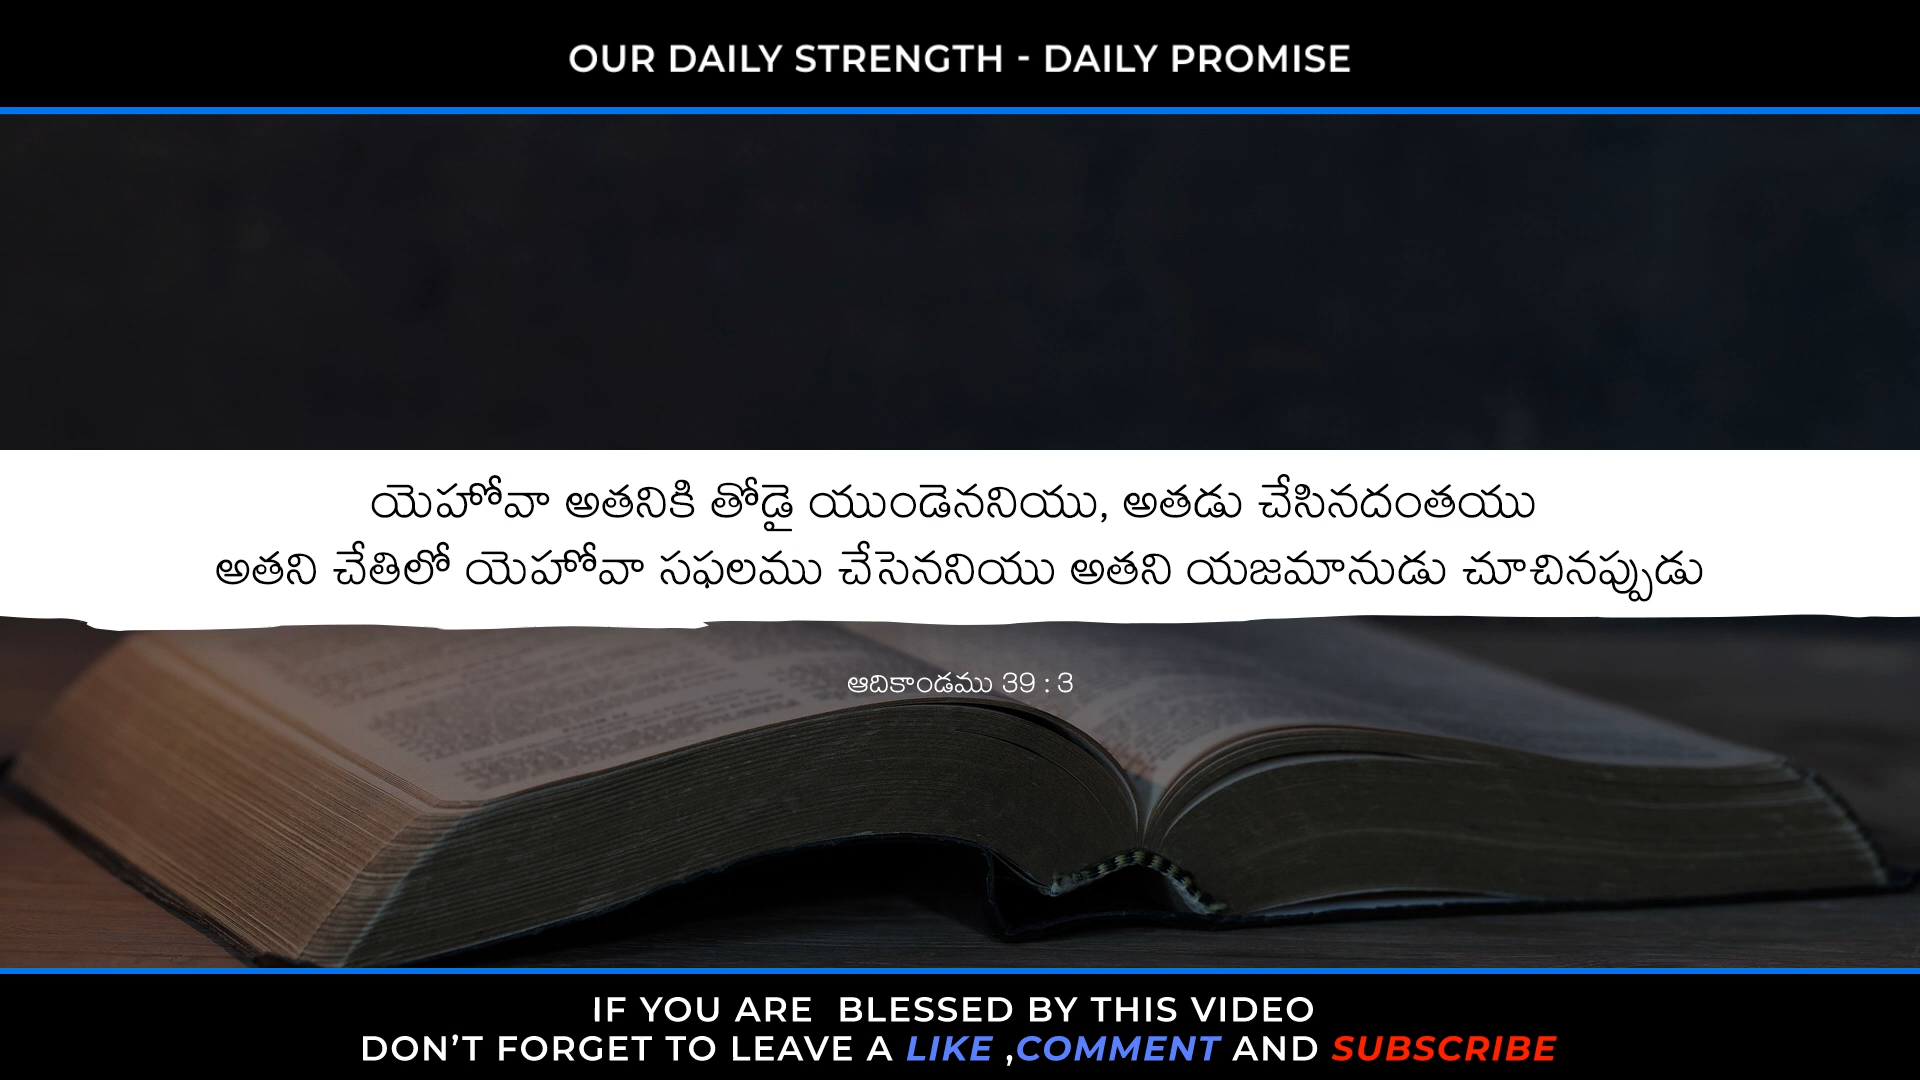 OUR DAILY STRENGTH - DAILY PROMISE
యెహోవా అతనికి తోడై యుండెననియు, అతడు చేసినదంతయు
అతని చేతిలో యెహోవా సఫలము చేసెననియు అతని యజమానుడు చూచినప్పుడు
ఆదికాండము 39 : 3
IF YOU ARE  BLESSED BY THIS VIDEO
DON’T FORGET TO LEAVE A LIKE ,COMMENT AND SUBSCRIBE